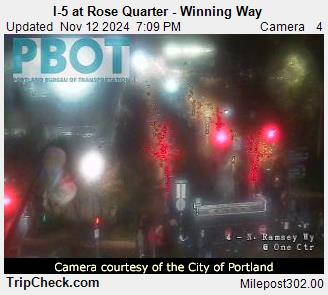 I-5 at Rose Quarter - Winning Way
Updated Nov 12 2024 7:09 PM Camera 4
PBOT
PORTLAND BUREAU OF TRANSPORTATION
4 - N. Ramsey Wy
@ One Ctr
Camera courtesy of the City of Portland
TripCheck.com Milepost302.00